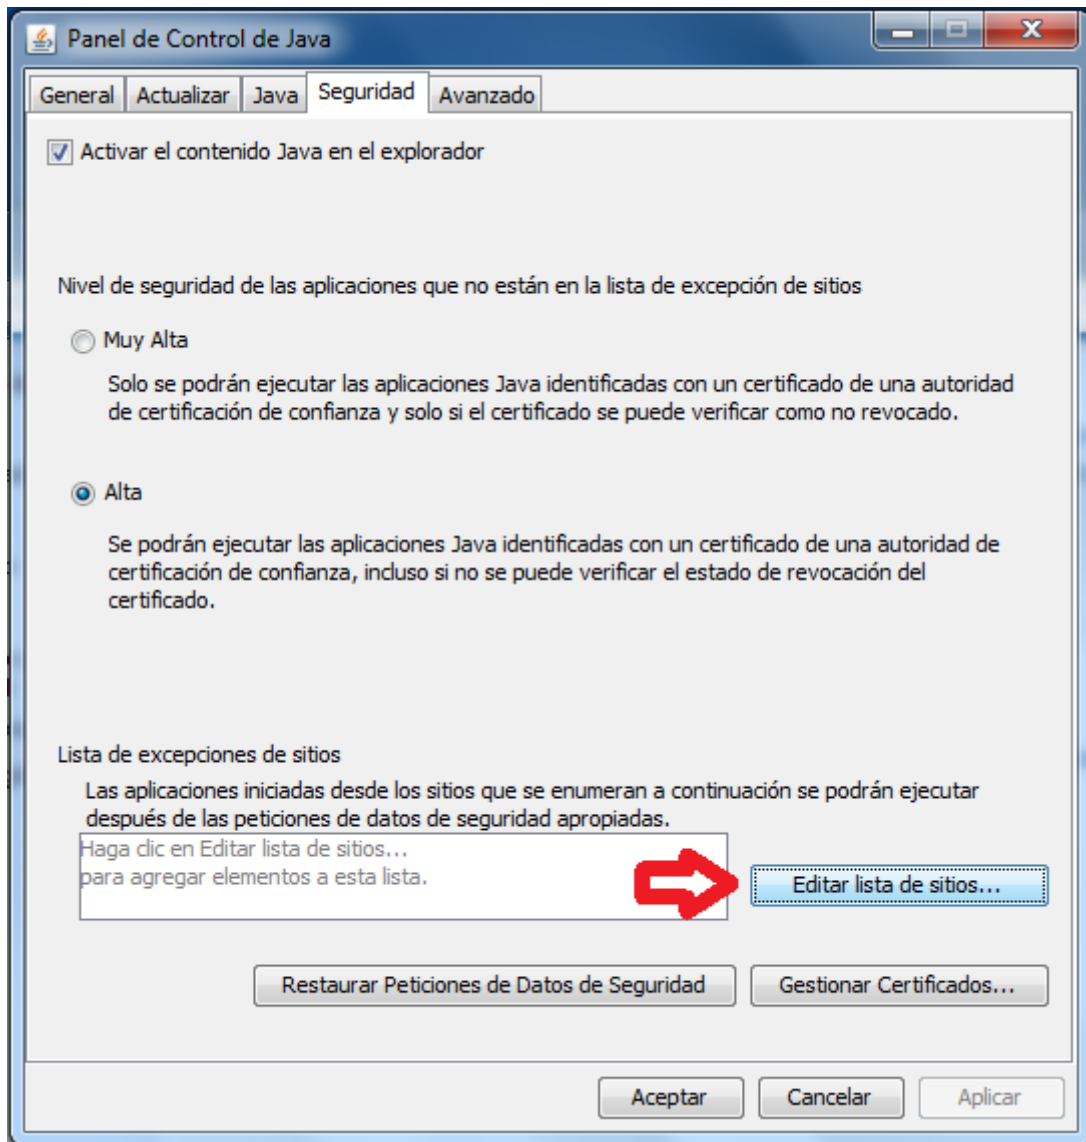 Panel de Control de Java
General Actualizar Java Seguridad Avanzado
Activar el contenido Java en el explorador
Nivel de seguridad de las aplicaciones que no están en la lista de excepción de sitios
Muy Alta
Solo se podrán ejecutar las aplicaciones Java identificadas con un certificado de una autoridad
de certificación de confianza y solo si el certificado se puede verificar como no revocado.
Alta
Se podrán ejecutar las aplicaciones Java identificadas con un certificado de una autoridad de
certificación de confianza, incluso si no se puede verificar el estado de revocación del
certificado.
Lista de excepciones de sitios
Las aplicaciones iniciadas desde los sitios que se enumeran a continuación se podrán ejecutar
después de las peticiones de datos de seguridad apropiadas.
Haga clic en Editar lista de sitios...
para agregar elementos a esta lista.
Editar lista de sitios...
Restaurar Peticiones de Datos de Seguridad Gestionar Certificados...
Aceptar Cancelar Aplicar